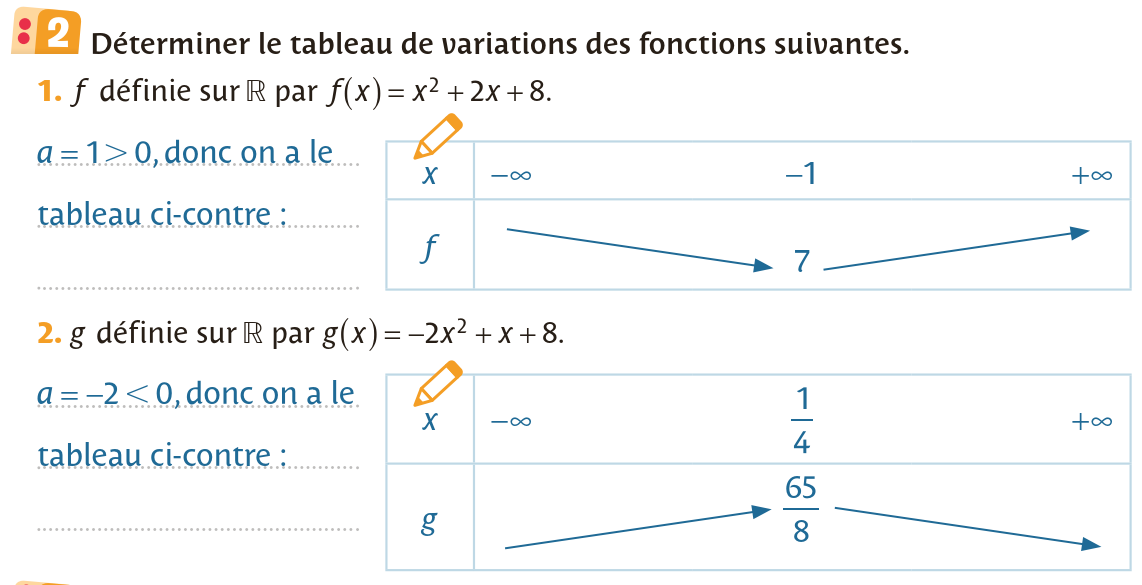 2 Déterminer le tableau de variations des fonctions suivantes.
1. f définie sur ℝ par f(x) = x² + 2x + 8.
a = 1 > 0, donc on a le
tableau ci-contre :
x −∞ −1 +∞
f 7
2. g définie sur ℝ par g(x) = −2x² + x + 8.
a = −2 < 0, donc on a le
tableau ci-contre :
x −∞ 1/4 +∞
g 65/8